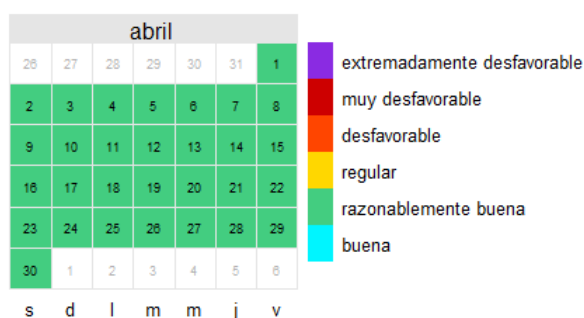 abril
26 27 28 29 30 31 1
2 3 4 5 6 7 8
9 10 11 12 13 14 15
16 17 18 19 20 21 22
23 24 25 26 27 28 29
30 1 2 3 4 5 6
s d l m m j v
extremadamente desfavorable
muy desfavorable
desfavorable
regular
razonablemente buena
buena